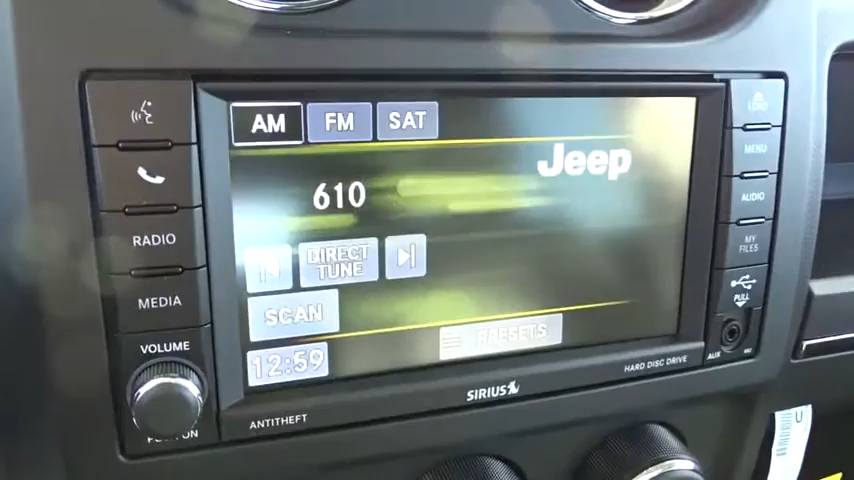 AM FM SAT
LOAD
MENU
Jeep
610
AUDIO
RADIO
DIRECT TUNE
MY FILES
MEDIA
SCAN
PULL
VOLUME
PRESETS
12:59
HARD DISC DRIVE
AUX
SIRIUS
ANTITHEFT
U